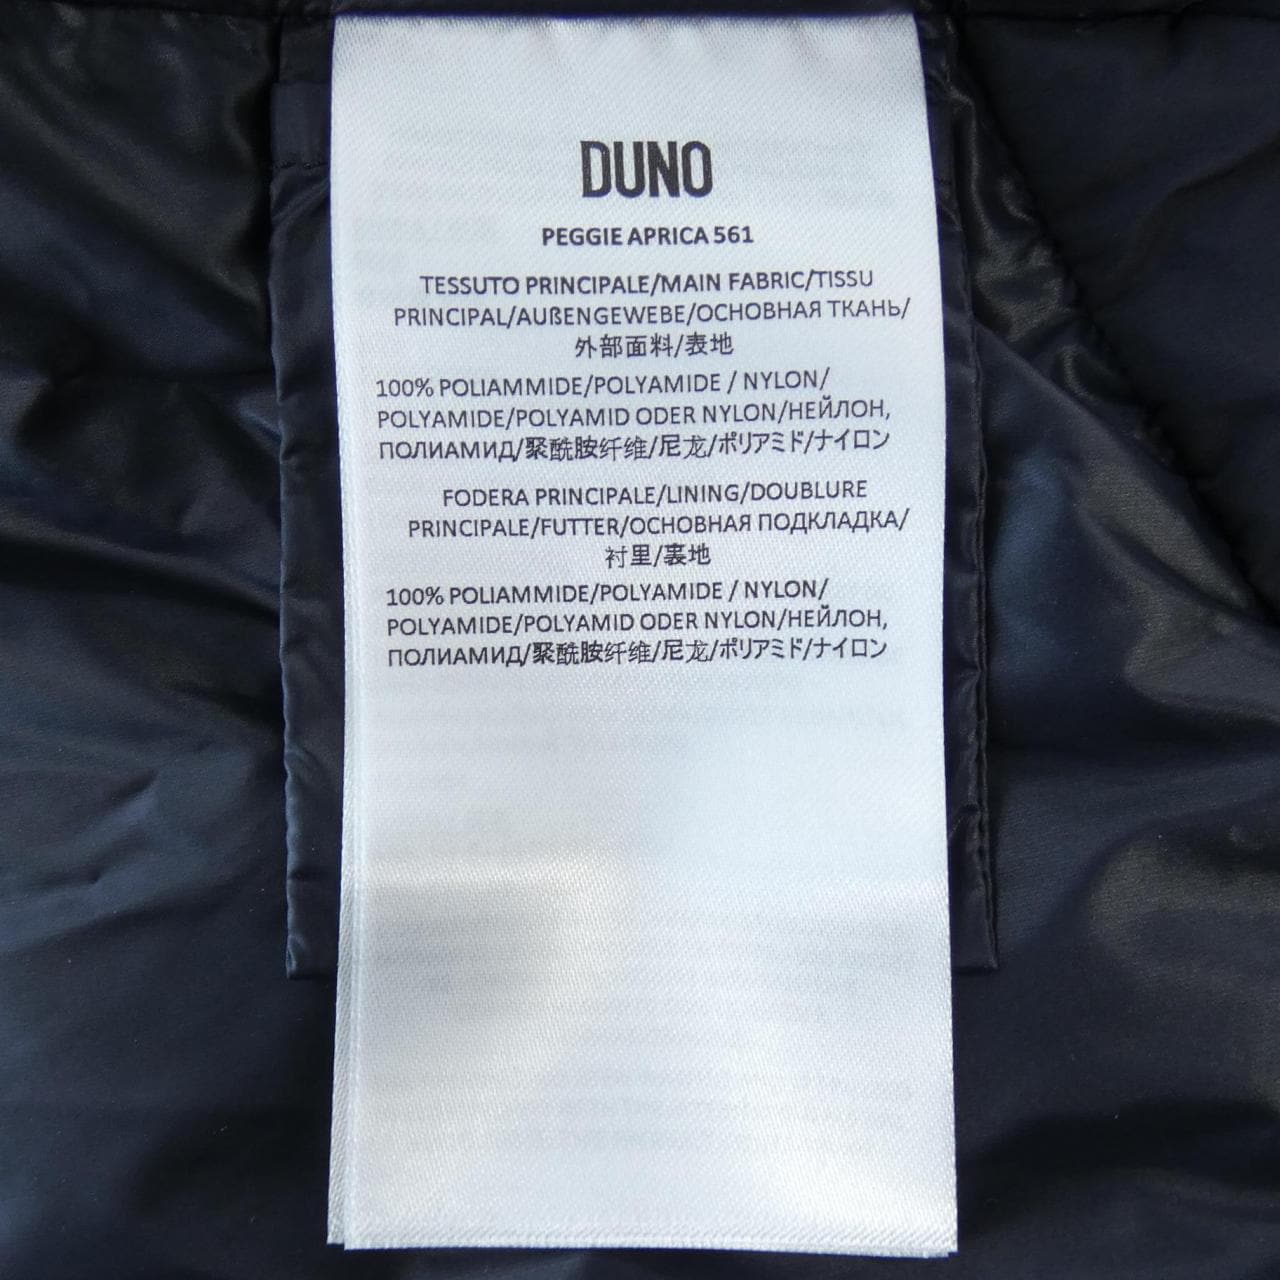 DUNO
PEGGIE APRICA 561
TESSUTO PRINCIPALE/MAIN FABRIC/TISSU
PRINCIPAL/AUßENGEWEBE/ОСНОВНАЯ ТКАНЬ/
外部面料/表地
100% POLIAMMIDE/POLYAMIDE / NYLON/
POLYAMIDE/POLYAMID ODER NYLON/НЕЙЛОН,
ПОЛИАМИД/聚酰胺纤维/尼龙/ポリアミド/ナイロン
FODERA PRINCIPALE/LINING/DOUBLURE
PRINCIPALE/FUTTER/ОСНОВНАЯ ПОДКЛАДКА/
衬里/裏地
100% POLIAMMIDE/POLYAMIDE / NYLON/
POLYAMIDE/POLYAMID ODER NYLON/НЕЙЛОН,
ПОЛИАМИД/聚酰胺纤维/尼龙/ポリアミド/ナイロン